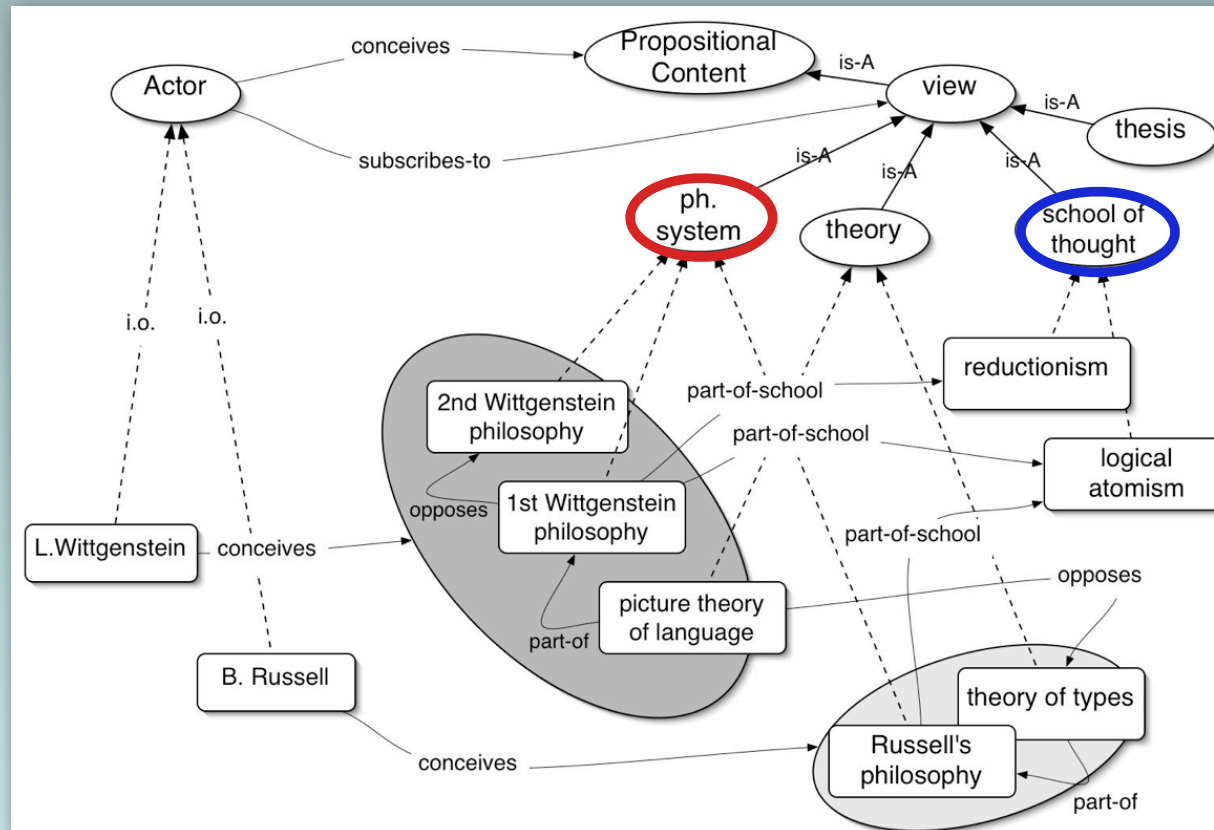 conceives
Propositional
Content
Actor
is-A
view
is-A
thesis
subscribes-to
is-A
is-A
is-A
ph.
system
theory
school of
thought
i.o.
i.o.
reductionism
part-of-school
2nd Wittgenstein
philosophy
part-of-school
logical
atomism
opposes
1st Wittgenstein
philosophy
L.Wittgenstein
conceives
part-of-school
opposes
picture theory
of language
part-of
B. Russell
theory of types
Russell's
philosophy
conceives
part-of